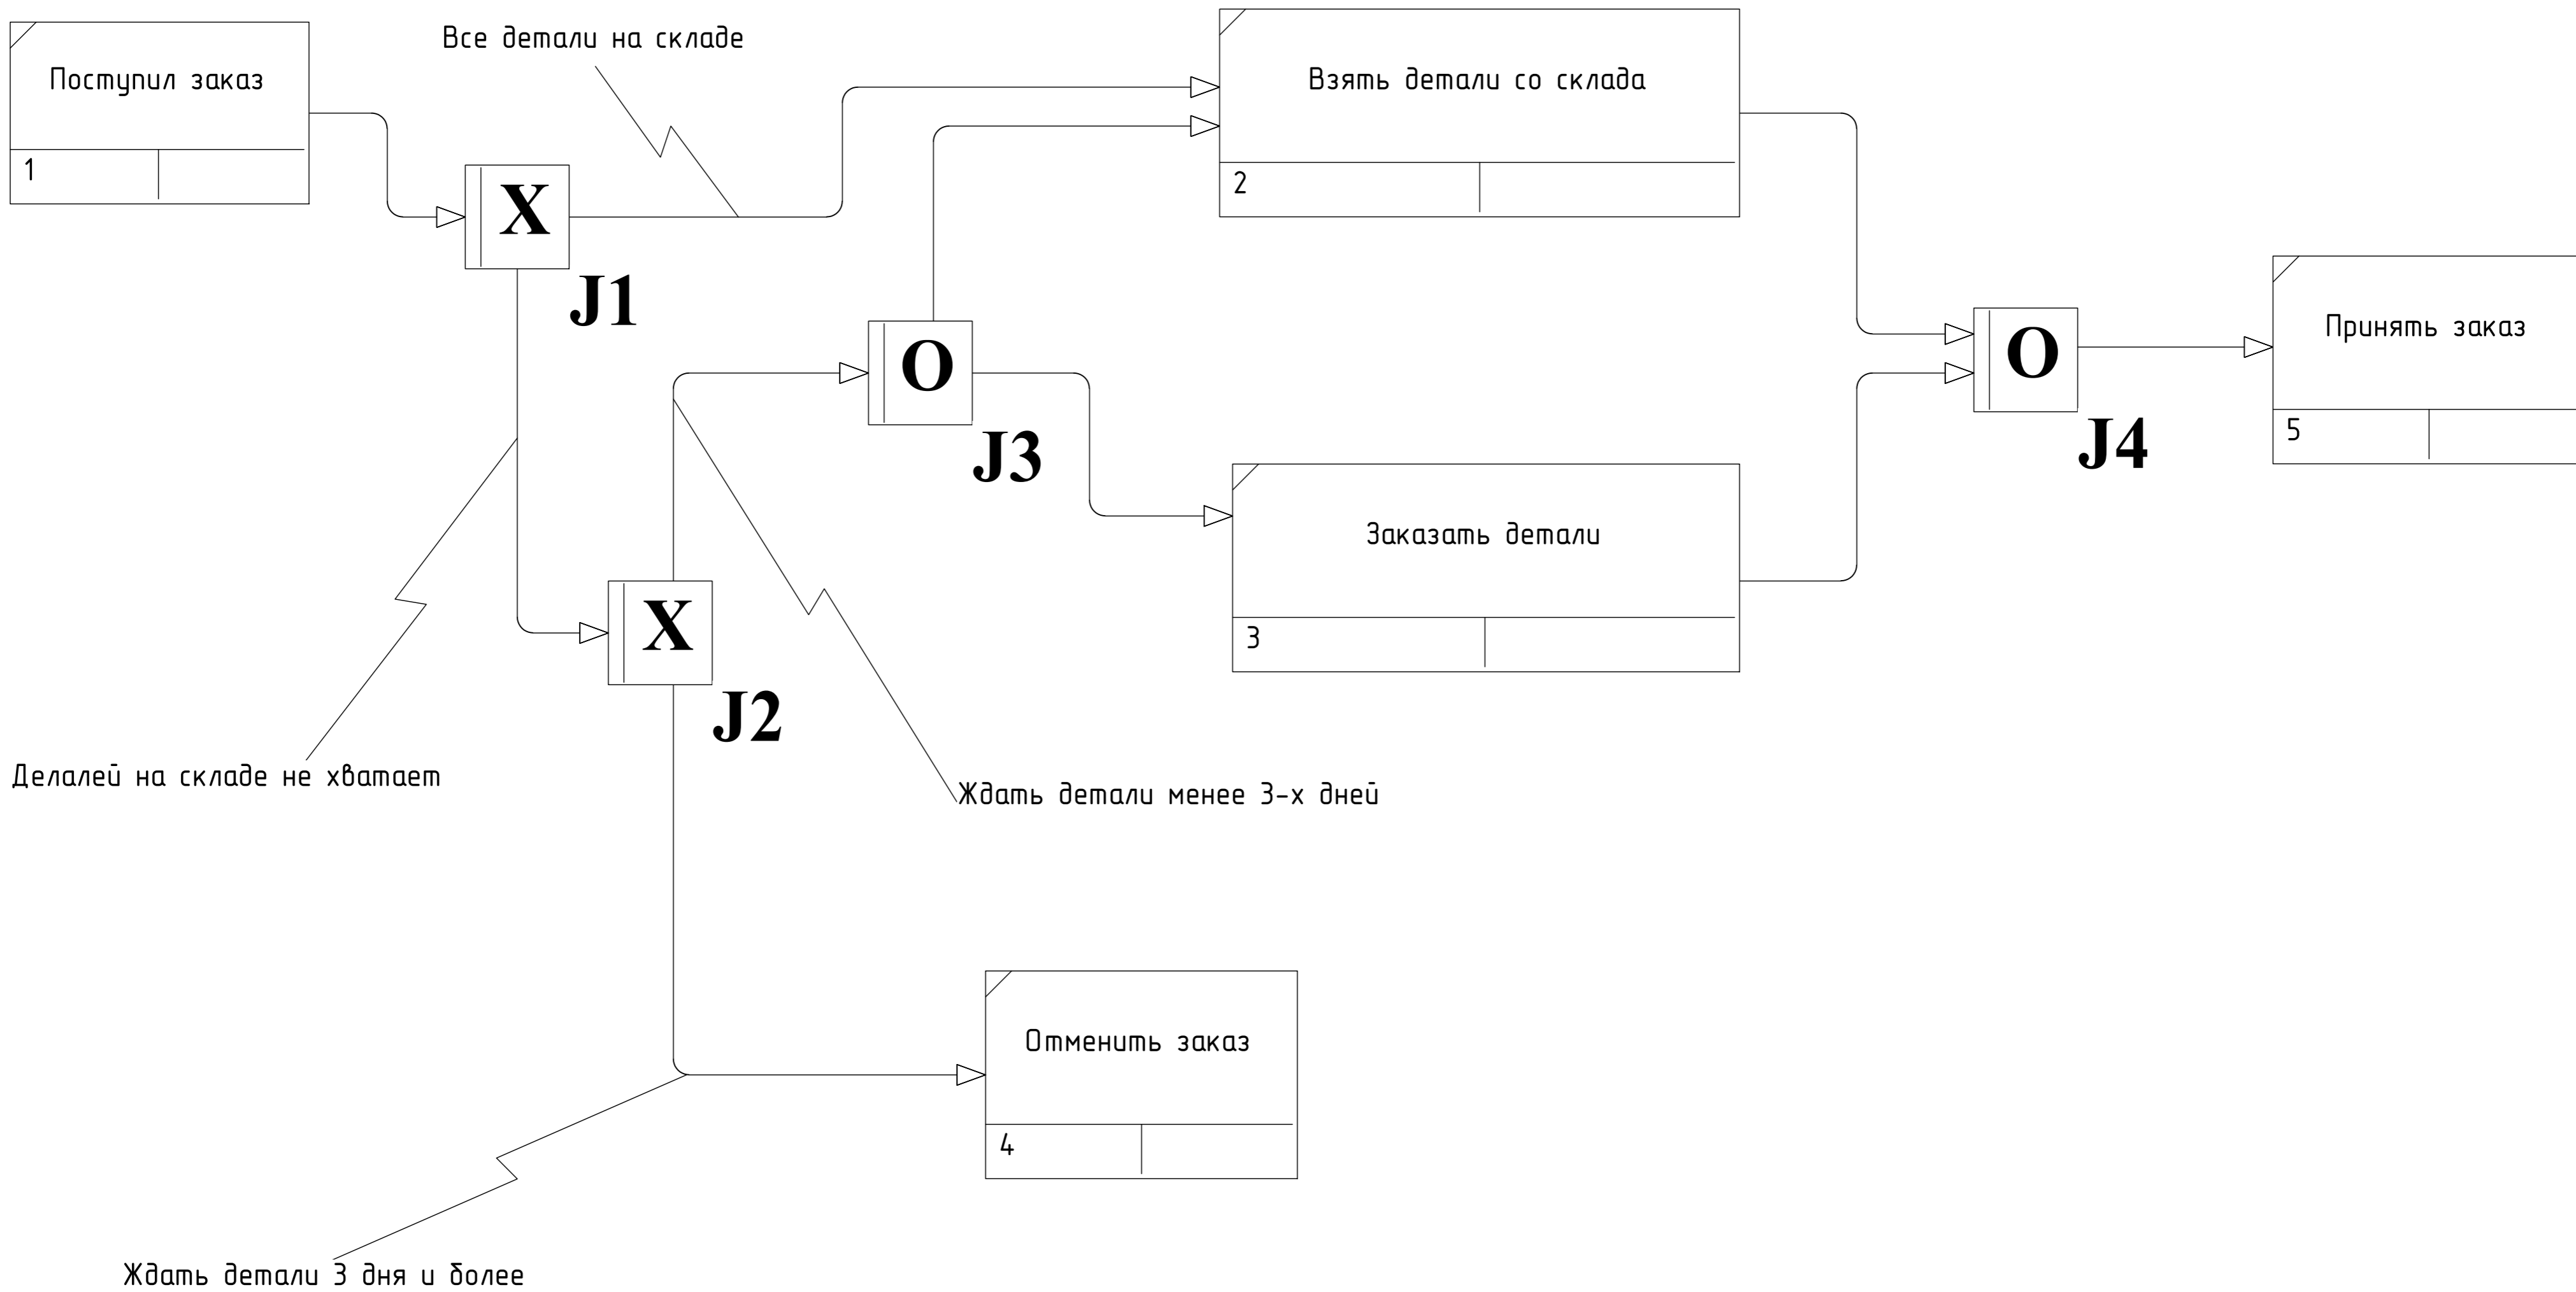 Все детали на складе
Поступил заказ
1
X
J1
Взять детали со склада
2
O
J3
O
J4
Принять заказ
5
Заказать детали
3
X
J2
Делалей на складе не хватает
Ждать детали менее 3-х дней
Отменить заказ
4
Ждать детали 3 дня и более